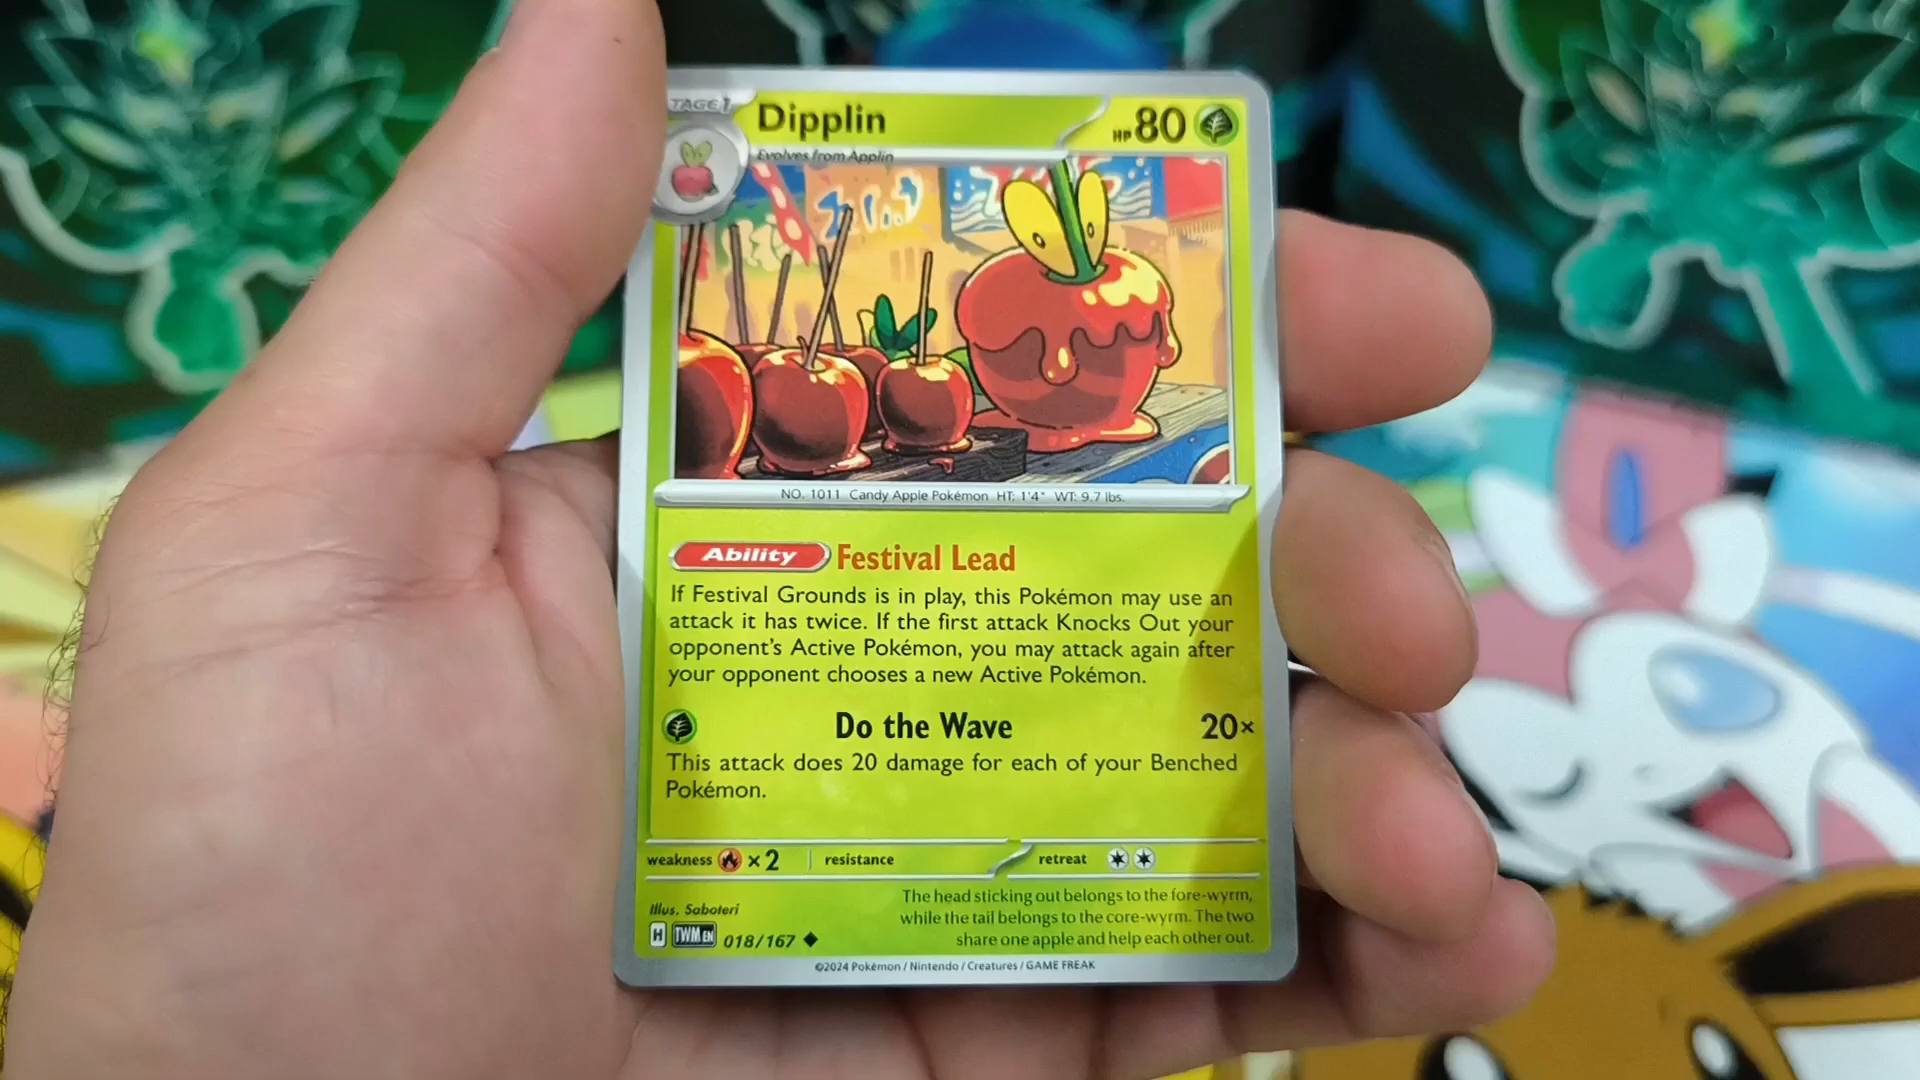 TAGE 1
Dipplin
HP 80
Evolves from Applin
NO. 1011 Candy Apple Pokémon HT: 1'4" WT: 9.7 lbs.
Ability Festival Lead
If Festival Grounds is in play, this Pokémon may use an
attack it has twice. If the first attack Knocks Out your
opponent's Active Pokémon, you may attack again after
your opponent chooses a new Active Pokémon.
Do the Wave 20×
This attack does 20 damage for each of your Benched
Pokémon.
weakness ×2 resistance retreat
Illus. Saboteri
H TWM EN 018/167
The head sticking out belongs to the fore-wyrm,
while the tail belongs to the core-wyrm. The two
share one apple and help each other out.
©2024 Pokémon / Nintendo / Creatures / GAME FREAK